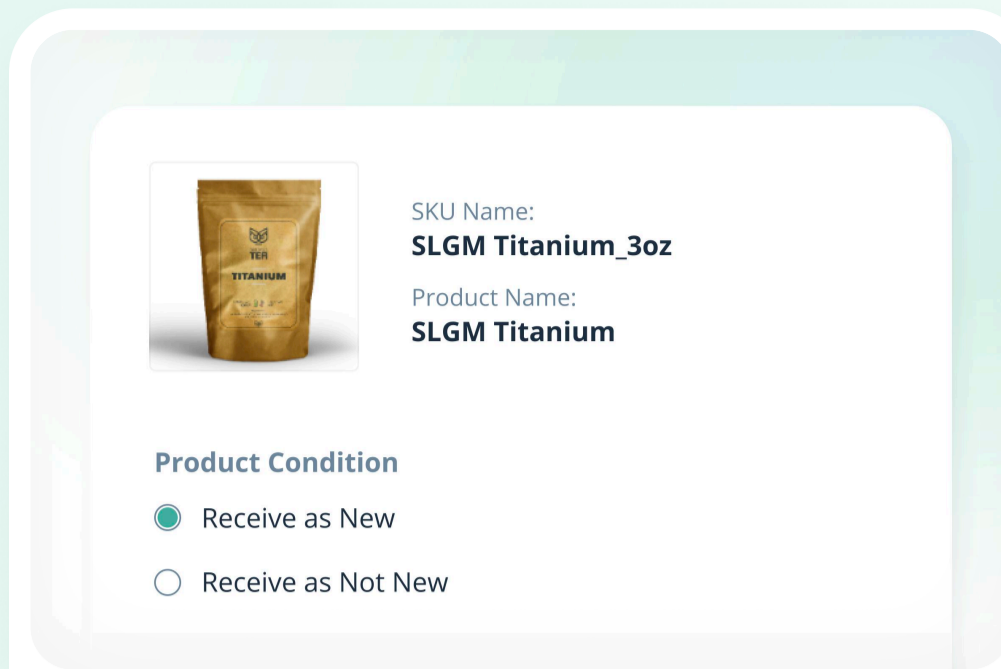 TEA
TITANIUM
SKU Name:
SLGM Titanium_3oz
Product Name:
SLGM Titanium
Product Condition
Receive as New
Receive as Not New